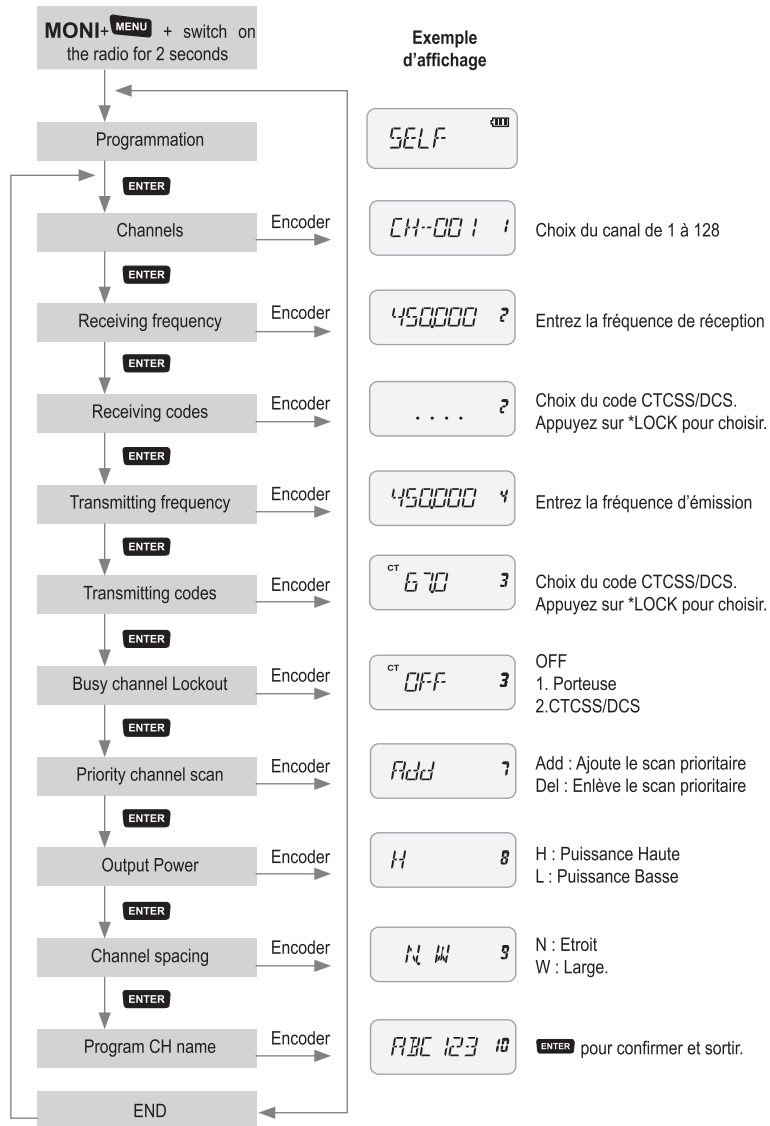 MONI+ MENU + switch on
the radio for 2 seconds
Exemple
d'affichage
Programmation
SELF
ENTER
Channels
Encoder
CH--001 1
Choix du canal de 1 à 128
ENTER
Receiving frequency
Encoder
450.000 2
Entrez la fréquence de réception
ENTER
Receiving codes
Encoder
. . . . 2
Choix du code CTCSS/DCS.
Appuyez sur *LOCK pour choisir.
ENTER
Transmitting frequency
Encoder
450.000 4
Entrez la fréquence d'émission
ENTER
Transmitting codes
Encoder
CT 67.0 3
Choix du code CTCSS/DCS.
Appuyez sur *LOCK pour choisir.
ENTER
Busy channel Lockout
Encoder
CT OFF 3
OFF
1. Porteuse
2.CTCSS/DCS
ENTER
Priority channel scan
Encoder
Add 7
Add : Ajoute le scan prioritaire
Del : Enlève le scan prioritaire
ENTER
Output Power
Encoder
H 8
H : Puissance Haute
L : Puissance Basse
ENTER
Channel spacing
Encoder
N. W 9
N : Etroit
W : Large.
ENTER
Program CH name
Encoder
ABC 123 10
ENTER pour confirmer et sortir.
END